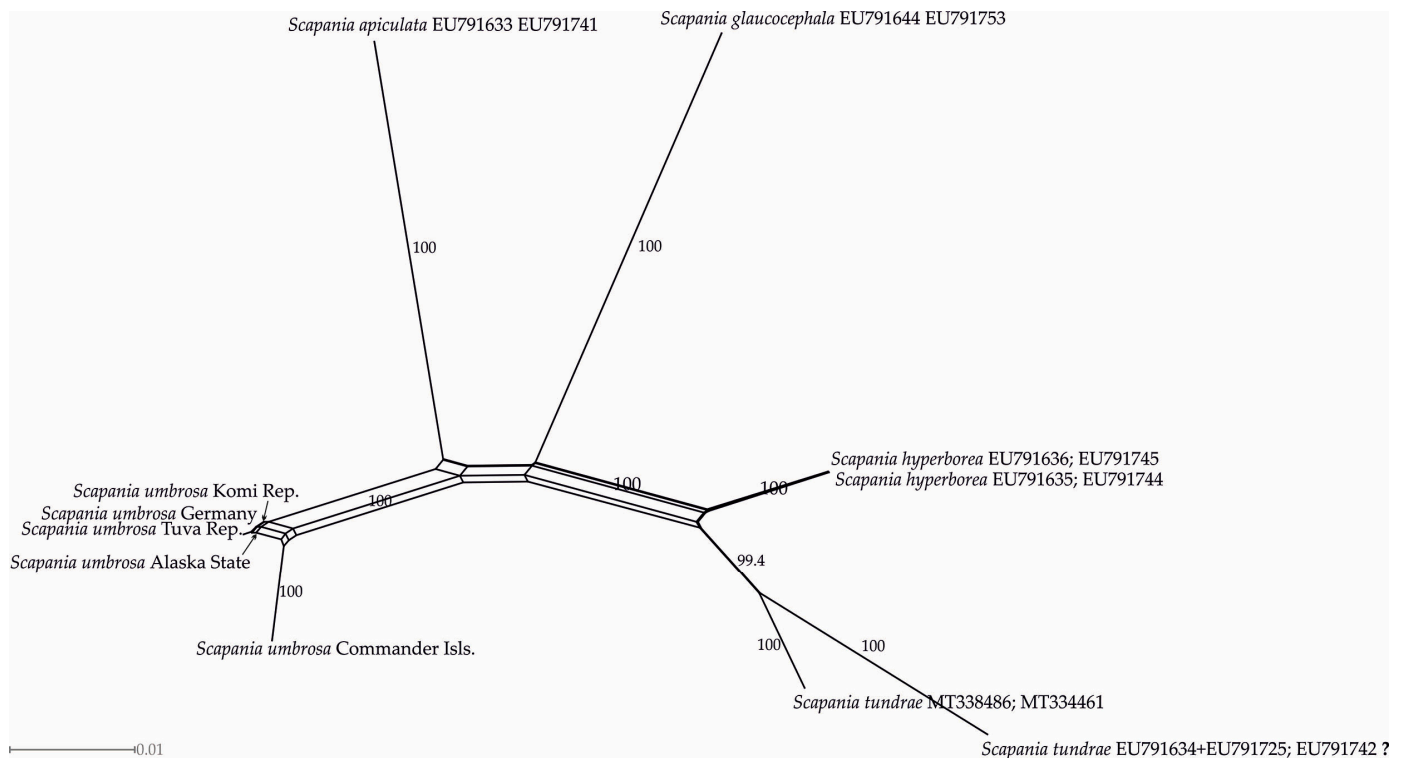 Scapania apiculata EU791633 EU791741
Scapania glaucocephala EU791644 EU791753
100
100
Scapania hyperborea EU791636; EU791745
Scapania hyperborea EU791635; EU791744
100
100
Scapania umbrosa Komi Rep.
100
Scapania umbrosa Germany
Scapania umbrosa Tuva Rep.
Scapania umbrosa Alaska State
99.4
100
Scapania umbrosa Commander Isls.
100
100
Scapania tundrae MT338486; MT334461
0.01
Scapania tundrae EU791634+EU791725; EU791742 ?